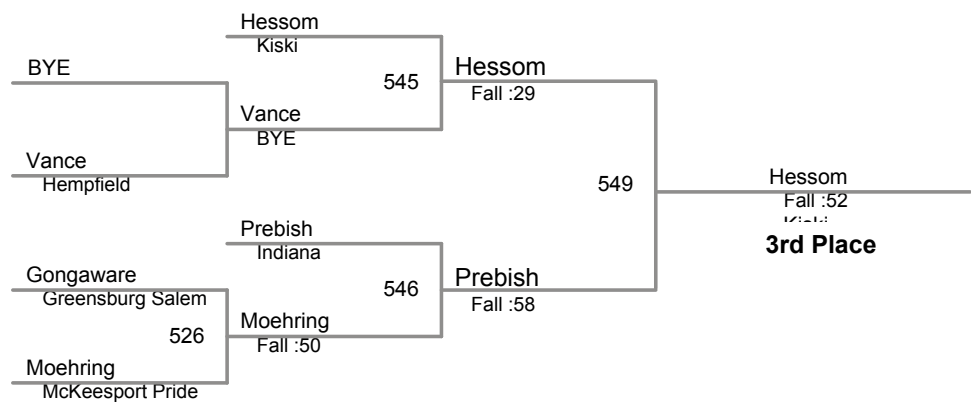 Hessom
Kiski
BYE
545
Hessom
Fall :29
Vance
BYE
Vance
Hempfield
549
Hessom
Fall :52
Kiski
3rd Place
Prebish
Indiana
Gongaware
Greensburg Salem
546
Prebish
Fall :58
526
Moehring
Fall :50
Moehring
McKeesport Pride